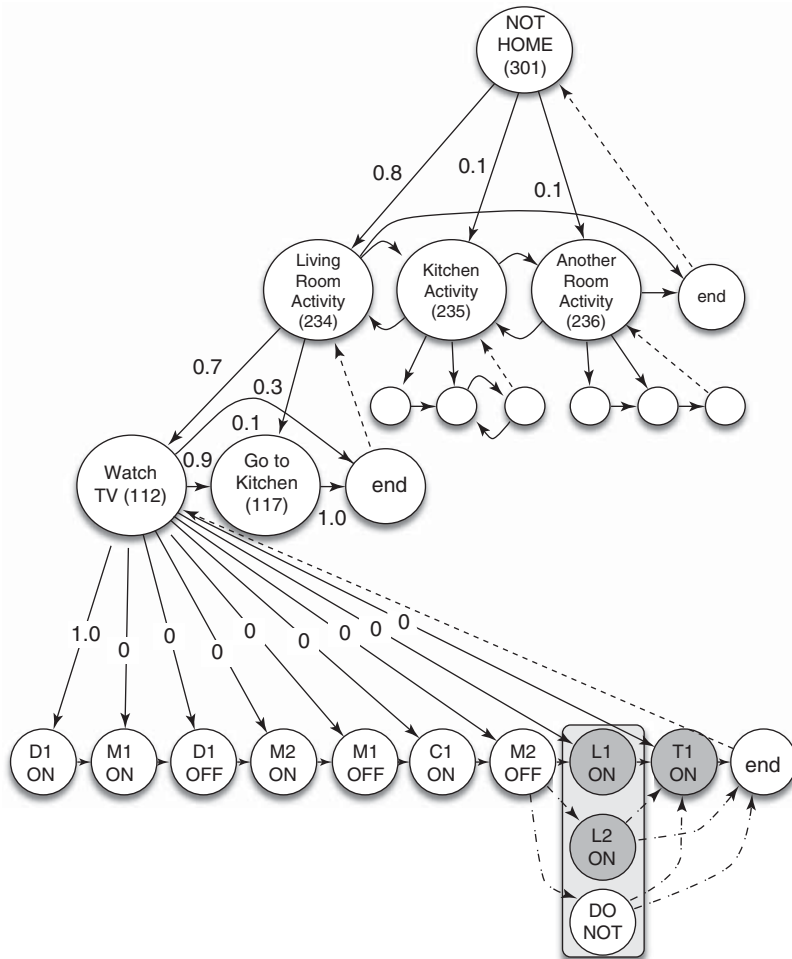 NOT
HOME
(301)
0.8
0.1
0.1
Living
Room
Activity
(234)
Kitchen
Activity
(235)
Another
Room
Activity
(236)
end
0.7
0.3
0.1
Watch
TV (112)
0.9
Go to
Kitchen
(117)
1.0
end
1.0
0
0
0
0
0
0
0
0
D1
ON
M1
ON
D1
OFF
M2
ON
M1
OFF
C1
ON
M2
OFF
L1
ON
T1
ON
end
L2
ON
DO
NOT